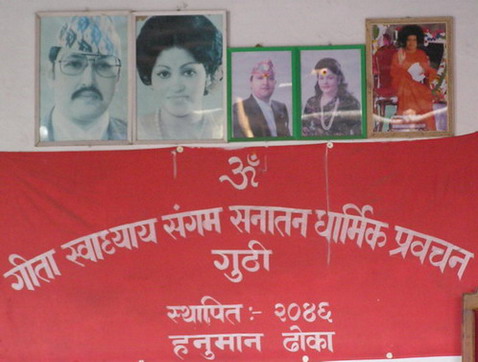 ॐ
गीता स्वाध्याय संगम सनातन धार्मिक प्रवचन
गुठी
स्थापित :- २०४६
हनुमान ढोका